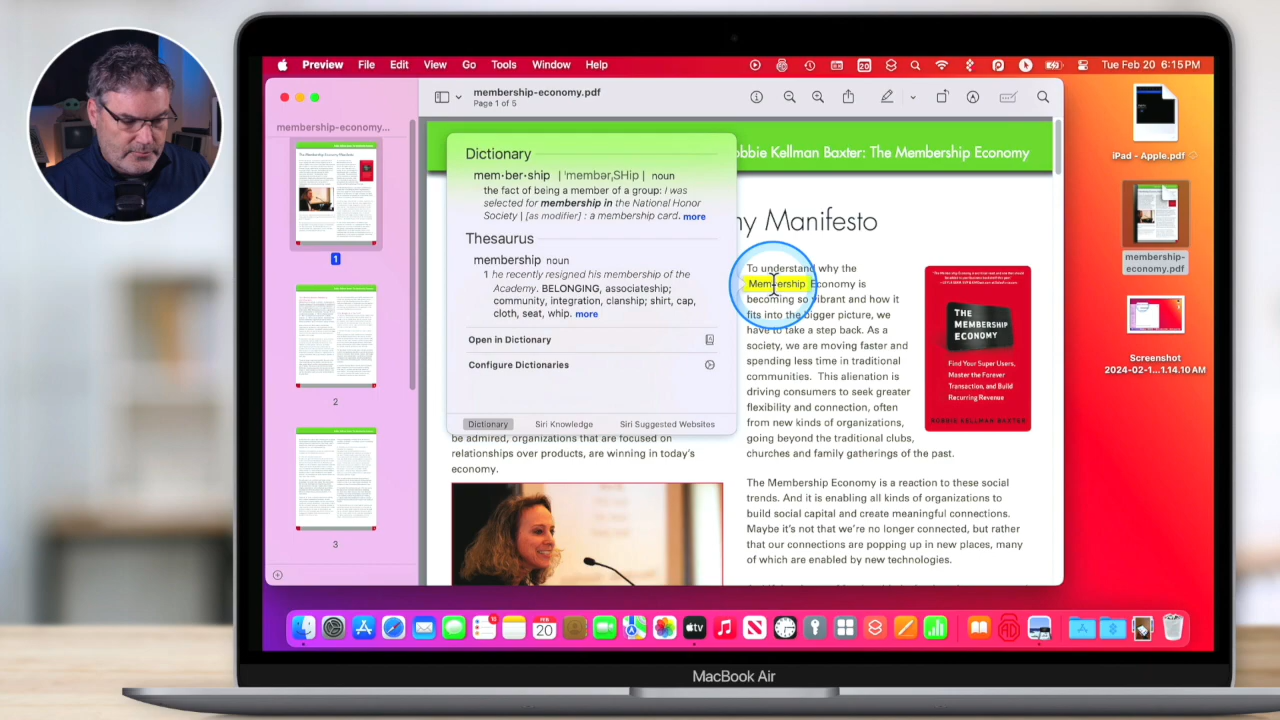 Preview File Edit View Go Tools Window Help
20
Tue Feb 20 6:15 PM
membership-economy.pdf
Page 1 of 5
membership-economy...
1
2
3
Dictionary
mem·ber·ship | noun
the fact of being a member of a group: I was
selected for membership in the National Honor
Society | [as modifier] : a membership card. more
Thesaurus
membership noun
1 he recently resigned his membership of the
Academy. BELONGING, associateship;
community, integration, clannish; shirt, cap,
cloth, seat, whip. more
Open in Dictionary
Configure Dictionaries
Dictionary Siri Knowledge Siri Suggested Websites
Robbie Kellman Baxter: The Membership Economy
my Manifesto
To understand why the
Membership Economy is
becoming so vibrant and how it
fits into the bigger picture, we
have to take a step back. As a
society, we are moving faster and
spending less time in traditional
communities. This alienation is
driving consumers to seek greater
flexibility and connection, often
from new kinds of organizations,
beyond the traditional clubs,
churches and family gatherings of the past.
organizations focused on
relationships over products, are winning in today's
economy.
The Membership Economy is a reaction to these social
trends. And it is enabling all kinds of organizations to
build social capital and create meaningful connections.
Maybe it's not that we're no longer connected, but rather
that our connections are popping up in new places, many
of which are enabled by new technologies.
THE
MEMBERSHIP
ECONOMY
Find Your Super Users,
Master the Forever
Transaction, and Build
Recurring Revenue
ROBBIE KELLMAN BAXTER
iPad - Apple.pdf
membership-
economy.pdf
Screenshot
2024-02-1...1.14.10 AM
FEB
20
tv
MacBook Air